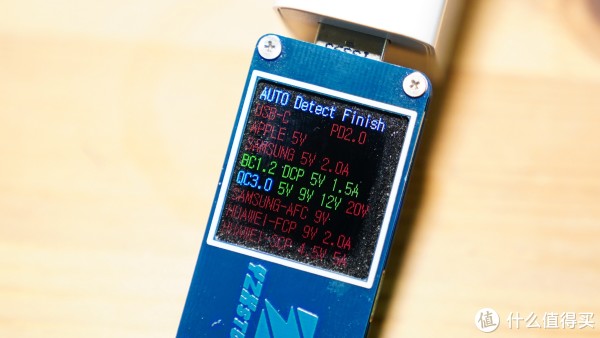 AUTO Detect Finish
USB-C PD2.0
APPLE 5V
SAMSUNG 5V 2.0A
BC1.2 DCP 5V 1.5A
QC3.0 5V 9V 12V 20V
SAMSUNG-AFC 9V
HUAWEI-FCP 9V 2.0A
HUAWEI-SCP 4.5V 5A
值 什么值得买